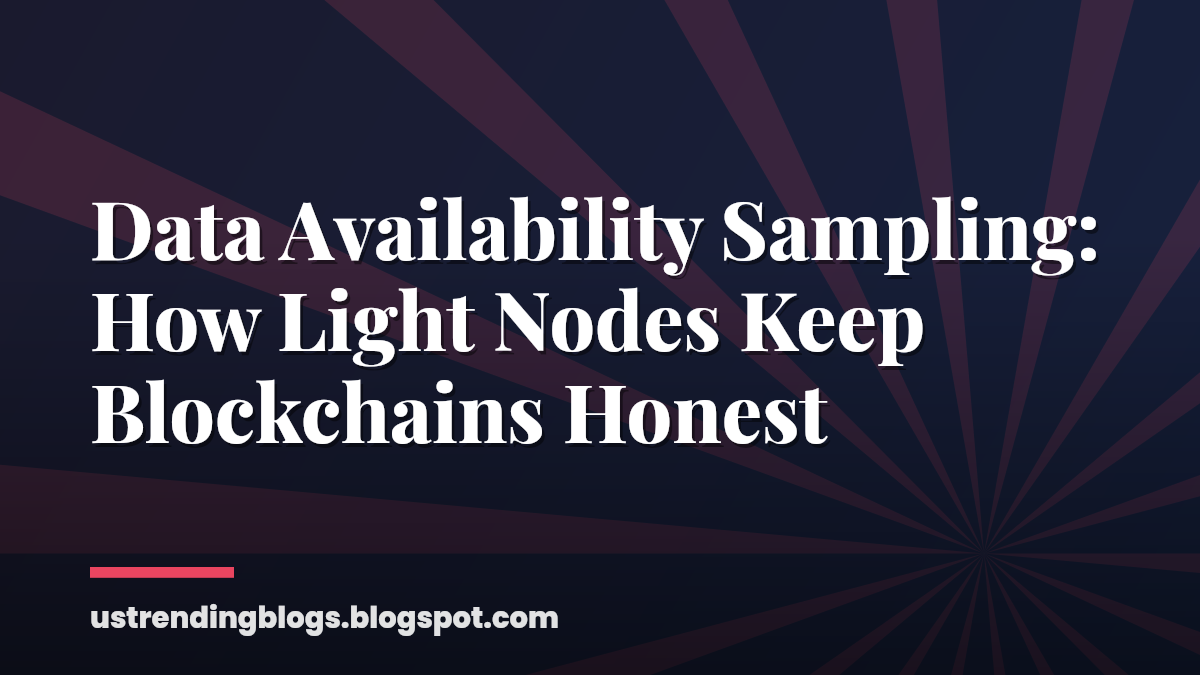 Data Availability Sampling:
How Light Nodes Keep
Blockchains Honest
ustrendingblogs.blogspot.com